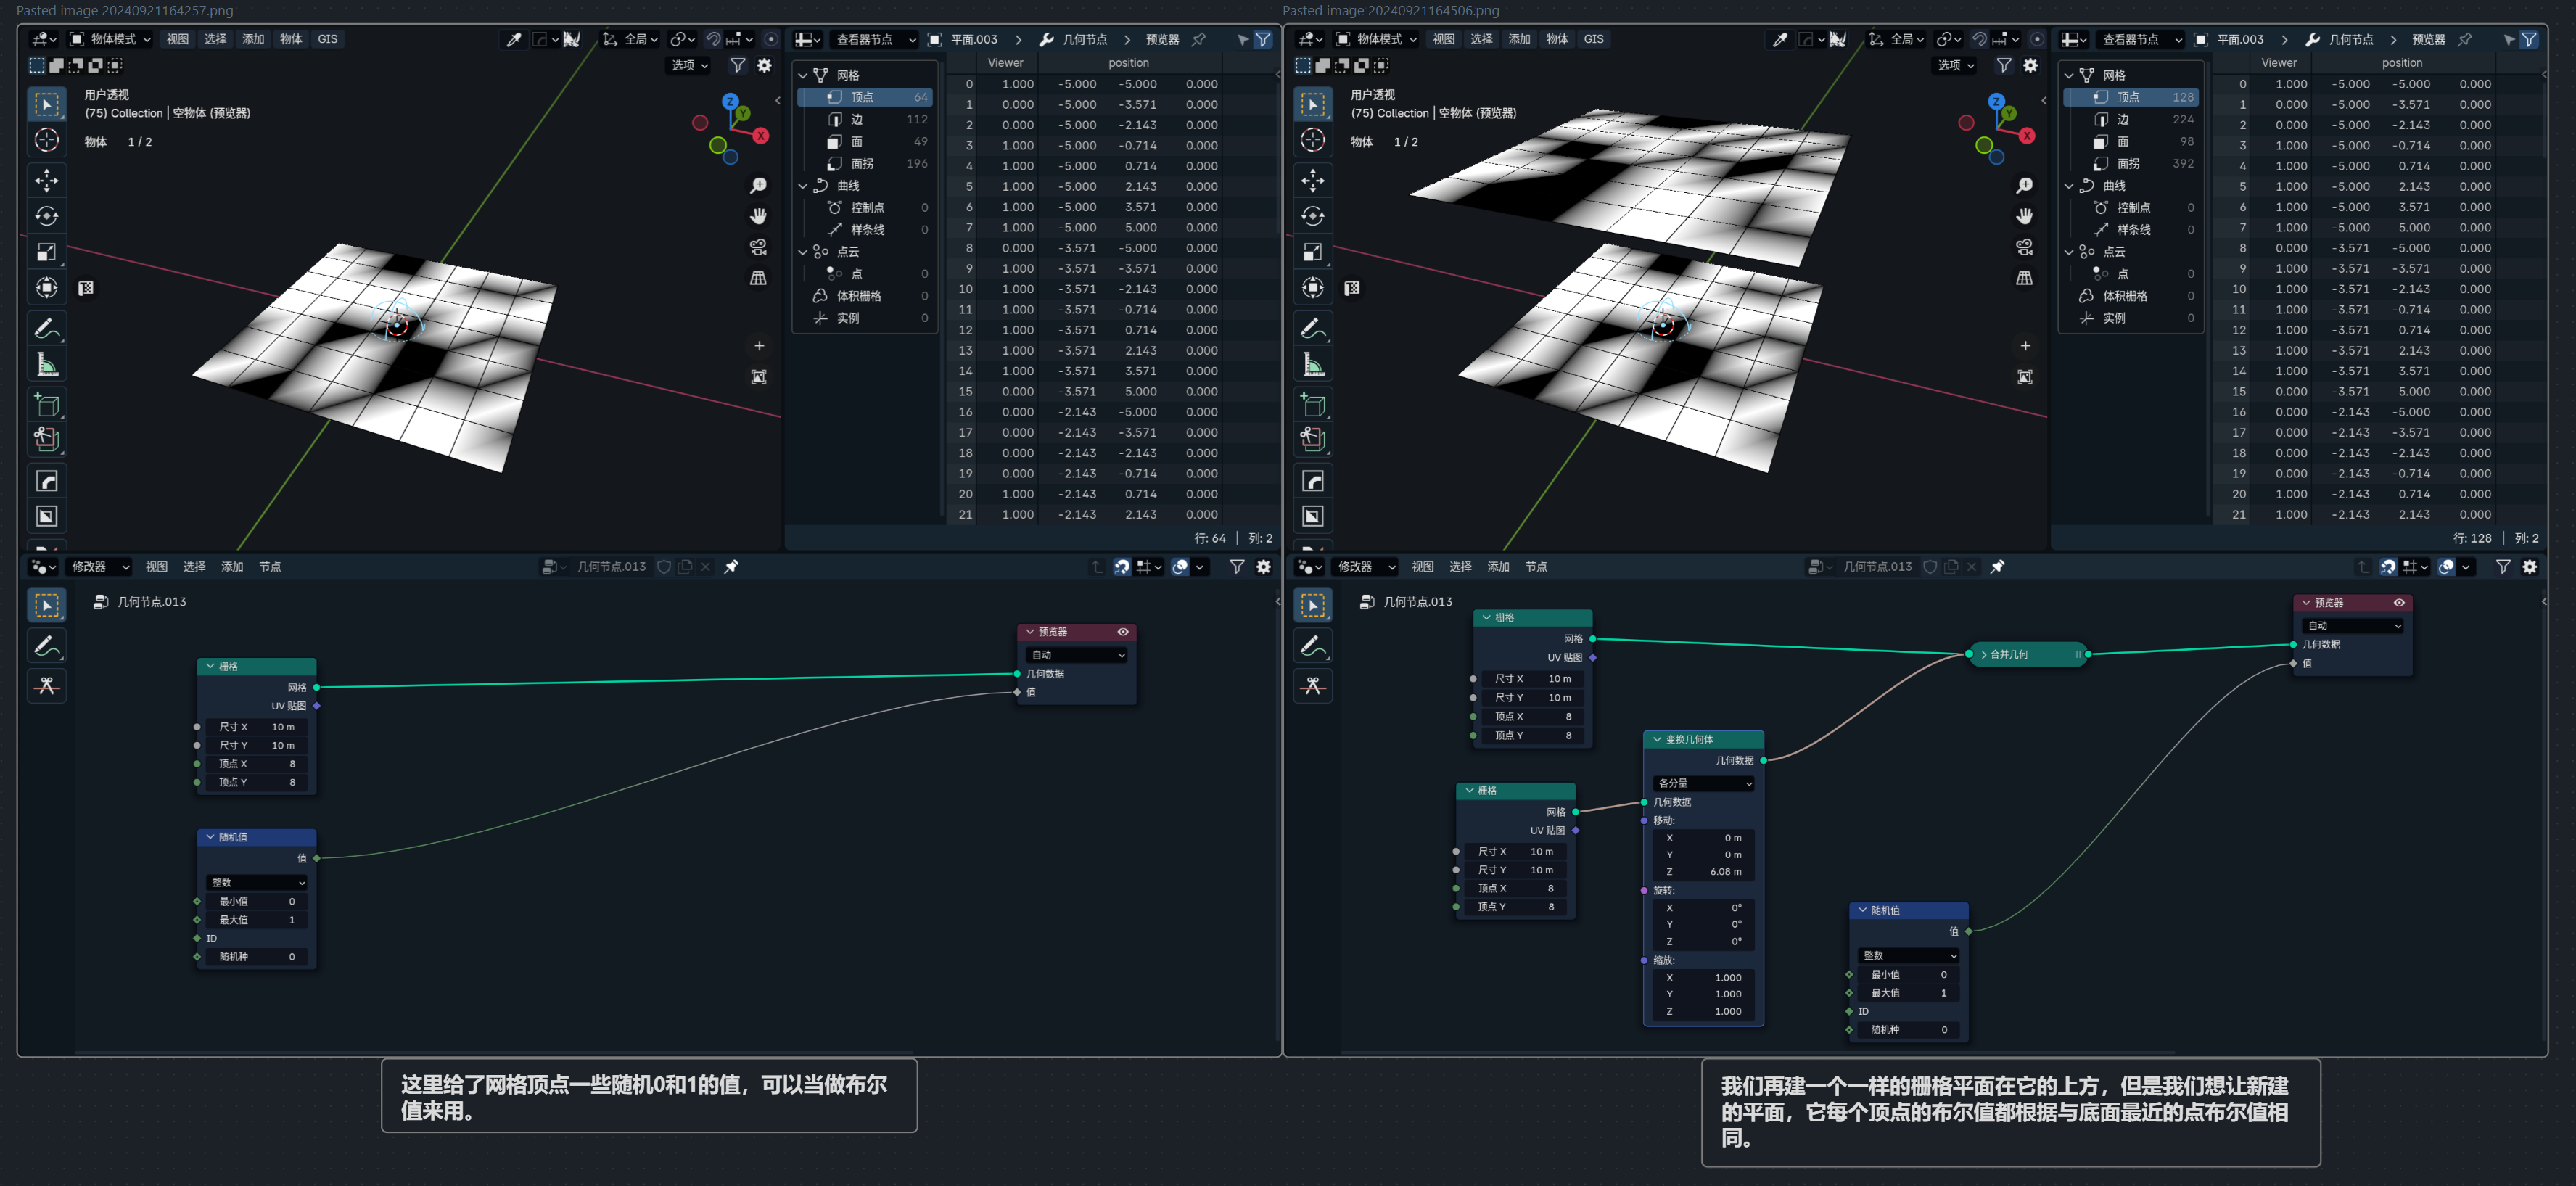 Pasted image 20240921164257.png
物体模式 视图 选择 添加 物体 GIS 全局
选项
用户透视
(75) Collection | 空物体 (预览器)
物体 1 / 2
Z
Y
X
查看器节点 平面.003 几何节点 预览器
网格
顶点 64
边 112
面 49
面拐 196
曲线
控制点 0
样条线 0
点云
点 0
体积栅格 0
实例 0
Viewer position
0 1.000 -5.000 -5.000 0.000
1 0.000 -5.000 -3.571 0.000
2 0.000 -5.000 -2.143 0.000
3 1.000 -5.000 -0.714 0.000
4 1.000 -5.000 0.714 0.000
5 1.000 -5.000 2.143 0.000
6 1.000 -5.000 3.571 0.000
7 1.000 -5.000 5.000 0.000
8 0.000 -3.571 -5.000 0.000
9 1.000 -3.571 -3.571 0.000
10 1.000 -3.571 -2.143 0.000
11 1.000 -3.571 -0.714 0.000
12 1.000 -3.571 0.714 0.000
13 1.000 -3.571 2.143 0.000
14 1.000 -3.571 3.571 0.000
15 0.000 -3.571 5.000 0.000
16 0.000 -2.143 -5.000 0.000
17 0.000 -2.143 -3.571 0.000
18 0.000 -2.143 -2.143 0.000
19 0.000 -2.143 -0.714 0.000
20 1.000 -2.143 0.714 0.000
21 1.000 -2.143 2.143 0.000
行: 64 | 列: 2
修改器 视图 选择 添加 节点 几何节点.013
几何节点.013
栅格
网格
UV 贴图
尺寸 X 10 m
尺寸 Y 10 m
顶点 X 8
顶点 Y 8
随机值
值
整数
最小值 0
最大值 1
ID
随机种 0
预览器
自动
几何数据
值
这里给了网格顶点一些随机0和1的值，可以当做布尔
值来用。
Pasted image 20240921164506.png
物体模式 视图 选择 添加 物体 GIS 全局
选项
用户透视
(75) Collection | 空物体 (预览器)
物体 1 / 2
Z
Y
X
查看器节点 平面.003 几何节点 预览器
网格
顶点 128
边 224
面 98
面拐 392
曲线
控制点 0
样条线 0
点云
点 0
体积栅格 0
实例 0
Viewer position
0 1.000 -5.000 -5.000 0.000
1 0.000 -5.000 -3.571 0.000
2 0.000 -5.000 -2.143 0.000
3 1.000 -5.000 -0.714 0.000
4 1.000 -5.000 0.714 0.000
5 1.000 -5.000 2.143 0.000
6 1.000 -5.000 3.571 0.000
7 1.000 -5.000 5.000 0.000
8 0.000 -3.571 -5.000 0.000
9 1.000 -3.571 -3.571 0.000
10 1.000 -3.571 -2.143 0.000
11 1.000 -3.571 -0.714 0.000
12 1.000 -3.571 0.714 0.000
13 1.000 -3.571 2.143 0.000
14 1.000 -3.571 3.571 0.000
15 0.000 -3.571 5.000 0.000
16 0.000 -2.143 -5.000 0.000
17 0.000 -2.143 -3.571 0.000
18 0.000 -2.143 -2.143 0.000
19 0.000 -2.143 -0.714 0.000
20 1.000 -2.143 0.714 0.000
21 1.000 -2.143 2.143 0.000
行: 128 | 列: 2
修改器 视图 选择 添加 节点 几何节点.013
几何节点.013
栅格
网格
UV 贴图
尺寸 X 10 m
尺寸 Y 10 m
顶点 X 8
顶点 Y 8
栅格
网格
UV 贴图
尺寸 X 10 m
尺寸 Y 10 m
顶点 X 8
顶点 Y 8
变换几何体
几何数据
各分量
几何数据
移动:
X 0 m
Y 0 m
Z 6.08 m
旋转:
X 0°
Y 0°
Z 0°
缩放:
X 1.000
Y 1.000
Z 1.000
随机值
值
整数
最小值 0
最大值 1
ID
随机种 0
合并几何
预览器
自动
几何数据
值
我们再建一个一样的栅格平面在它的上方，但是我们想让新建
的平面，它每个顶点的布尔值都根据与底面最近的点布尔值相
同。